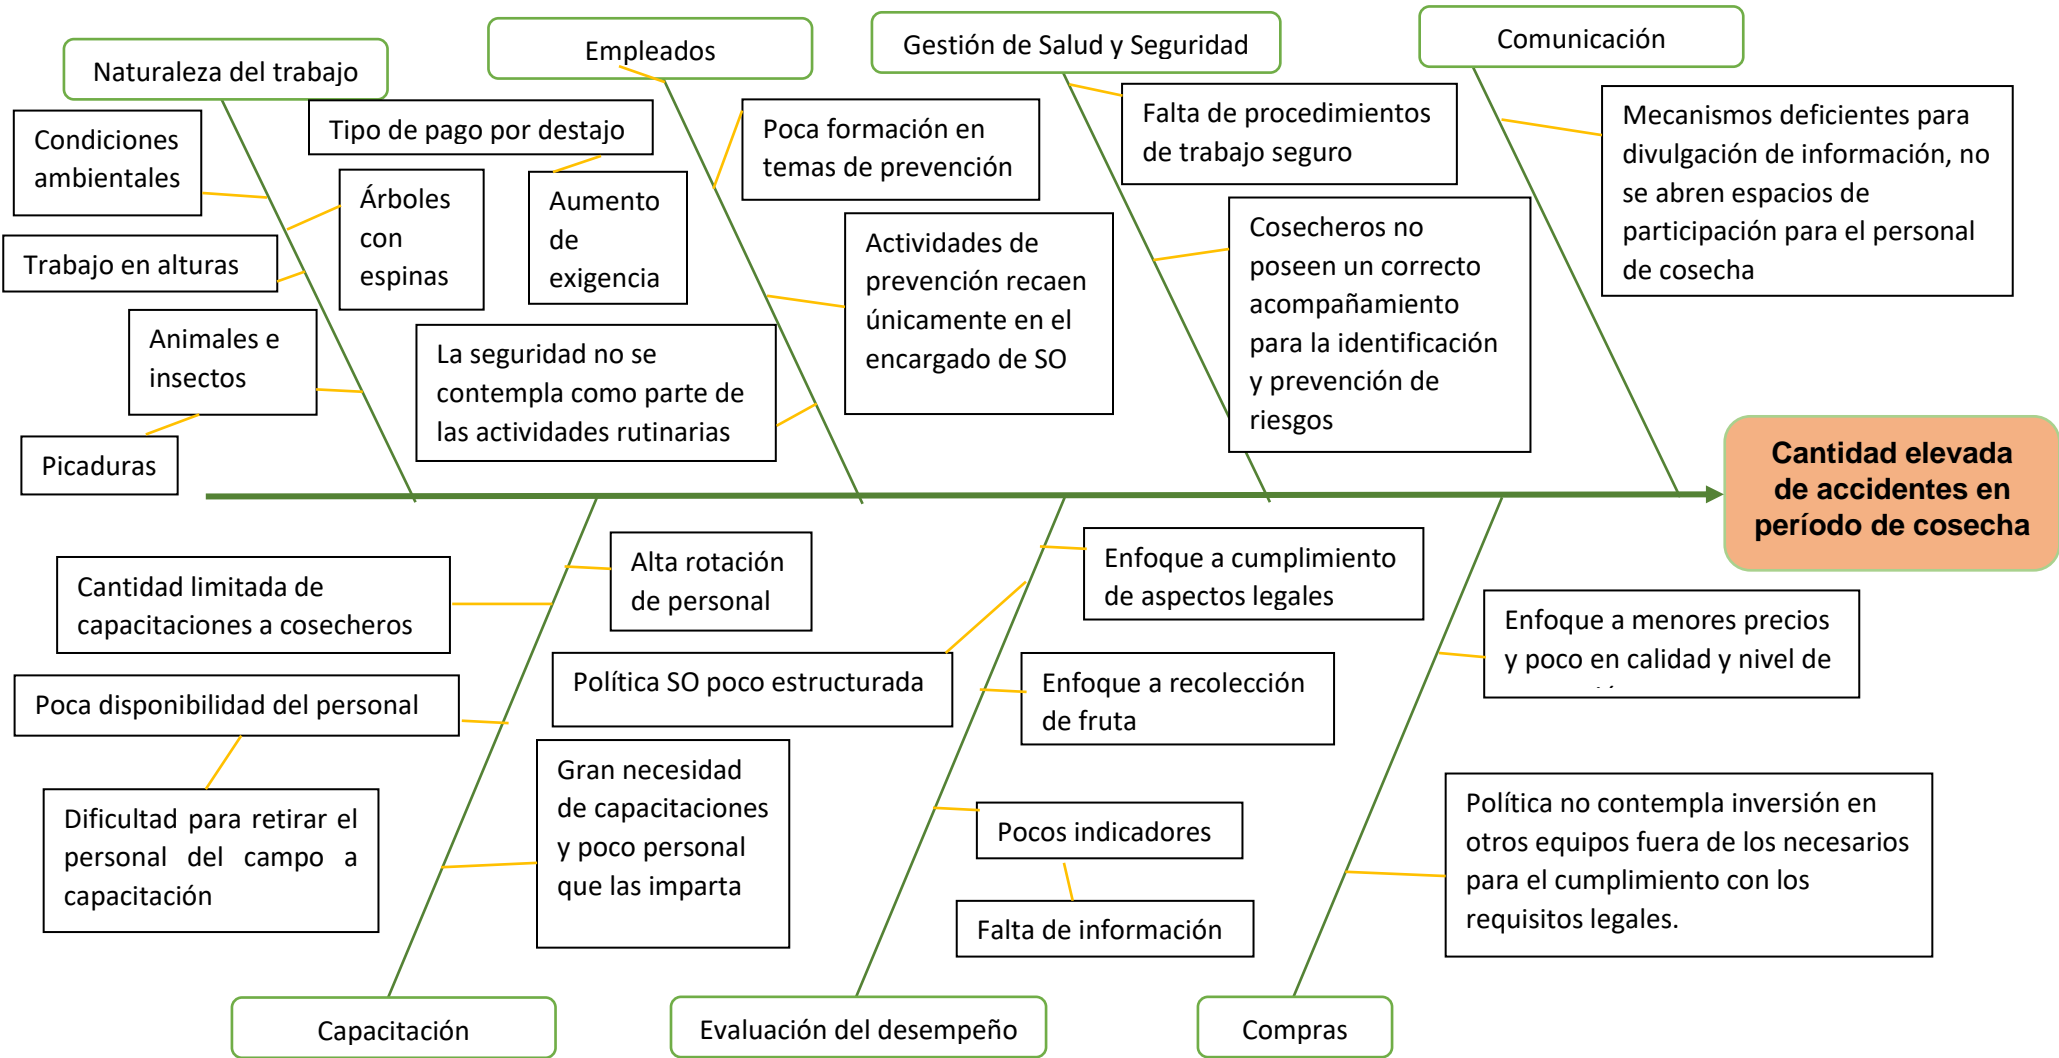 Naturaleza del trabajo
Empleados
Gestión de Salud y Seguridad
Comunicación
Condiciones
ambientales
Tipo de pago por destajo
Poca formación en
temas de prevención
Falta de procedimientos
de trabajo seguro
Mecanismos deficientes para
divulgación de información, no
se abren espacios de
participación para el personal
de cosecha
Árboles
con
espinas
Aumento
de
exigencia
Trabajo en alturas
Actividades de
prevención recaen
únicamente en el
encargado de SO
Cosecheros no
poseen un correcto
acompañamiento
para la identificación
y prevención de
riesgos
Animales e
insectos
La seguridad no se
contempla como parte de
las actividades rutinarias
Picaduras
Cantidad elevada
de accidentes en
período de cosecha
Cantidad limitada de
capacitaciones a cosecheros
Alta rotación
de personal
Enfoque a cumplimiento
de aspectos legales
Enfoque a menores precios
y poco en calidad y nivel de
Poca disponibilidad del personal
Política SO poco estructurada
Enfoque a recolección
de fruta
Dificultad para retirar el
personal del campo a
capacitación
Gran necesidad
de capacitaciones
y poco personal
que las imparta
Pocos indicadores
Falta de información
Política no contempla inversión en
otros equipos fuera de los necesarios
para el cumplimiento con los
requisitos legales.
Capacitación
Evaluación del desempeño
Compras